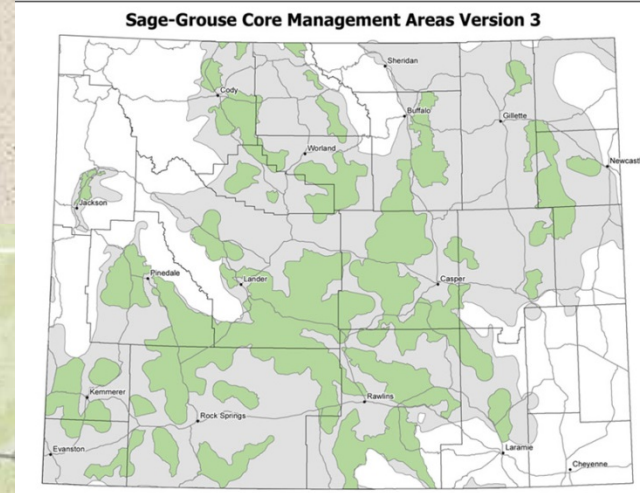 Sage-Grouse Core Management Areas Version 3
Sheridan
Cody
Buffalo
Gillette
Worland
Newcast
Jackson
Pinedale
Lander
Casper
Kemmerer
Rawlins
Rock Springs
Evanston
Laramie
Cheyenne